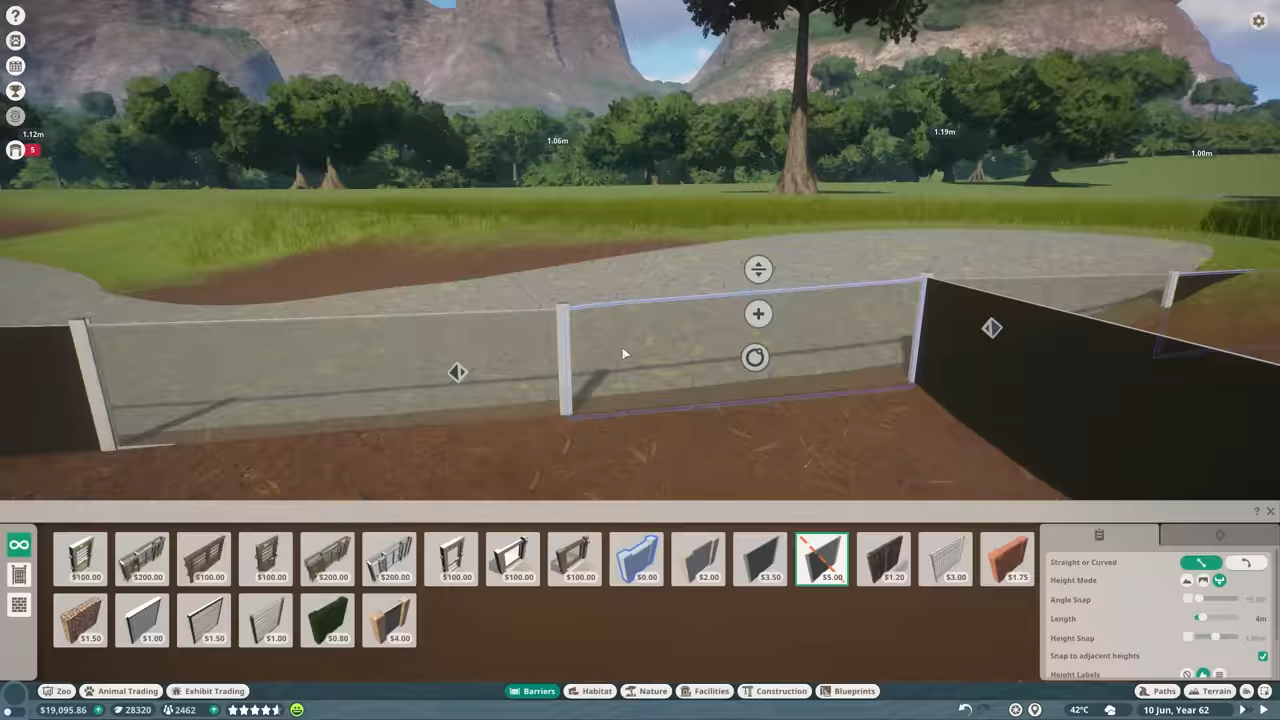 1.12m
1.06m
1.19m
1.00m
5
? 
$100.00 $200.00 $100.00 $100.00 $200.00 $200.00 $100.00 $100.00 $100.00 $0.00 $2.00 $3.50 $5.00 $1.20 $3.00 $1.75
$1.50 $1.00 $1.50 $1.00 $0.80 $4.00
Straight or Curved
Height Mode
Angle Snap 15.00°
Length 4m
Height Snap 1.00m
Snap to adjacent heights
Height Labels
Zoo Animal Trading Exhibit Trading Barriers Habitat Nature Facilities Construction Blueprints Paths Terrain
$19,095.86 28320 2462 42°C 10 Jun, Year 62